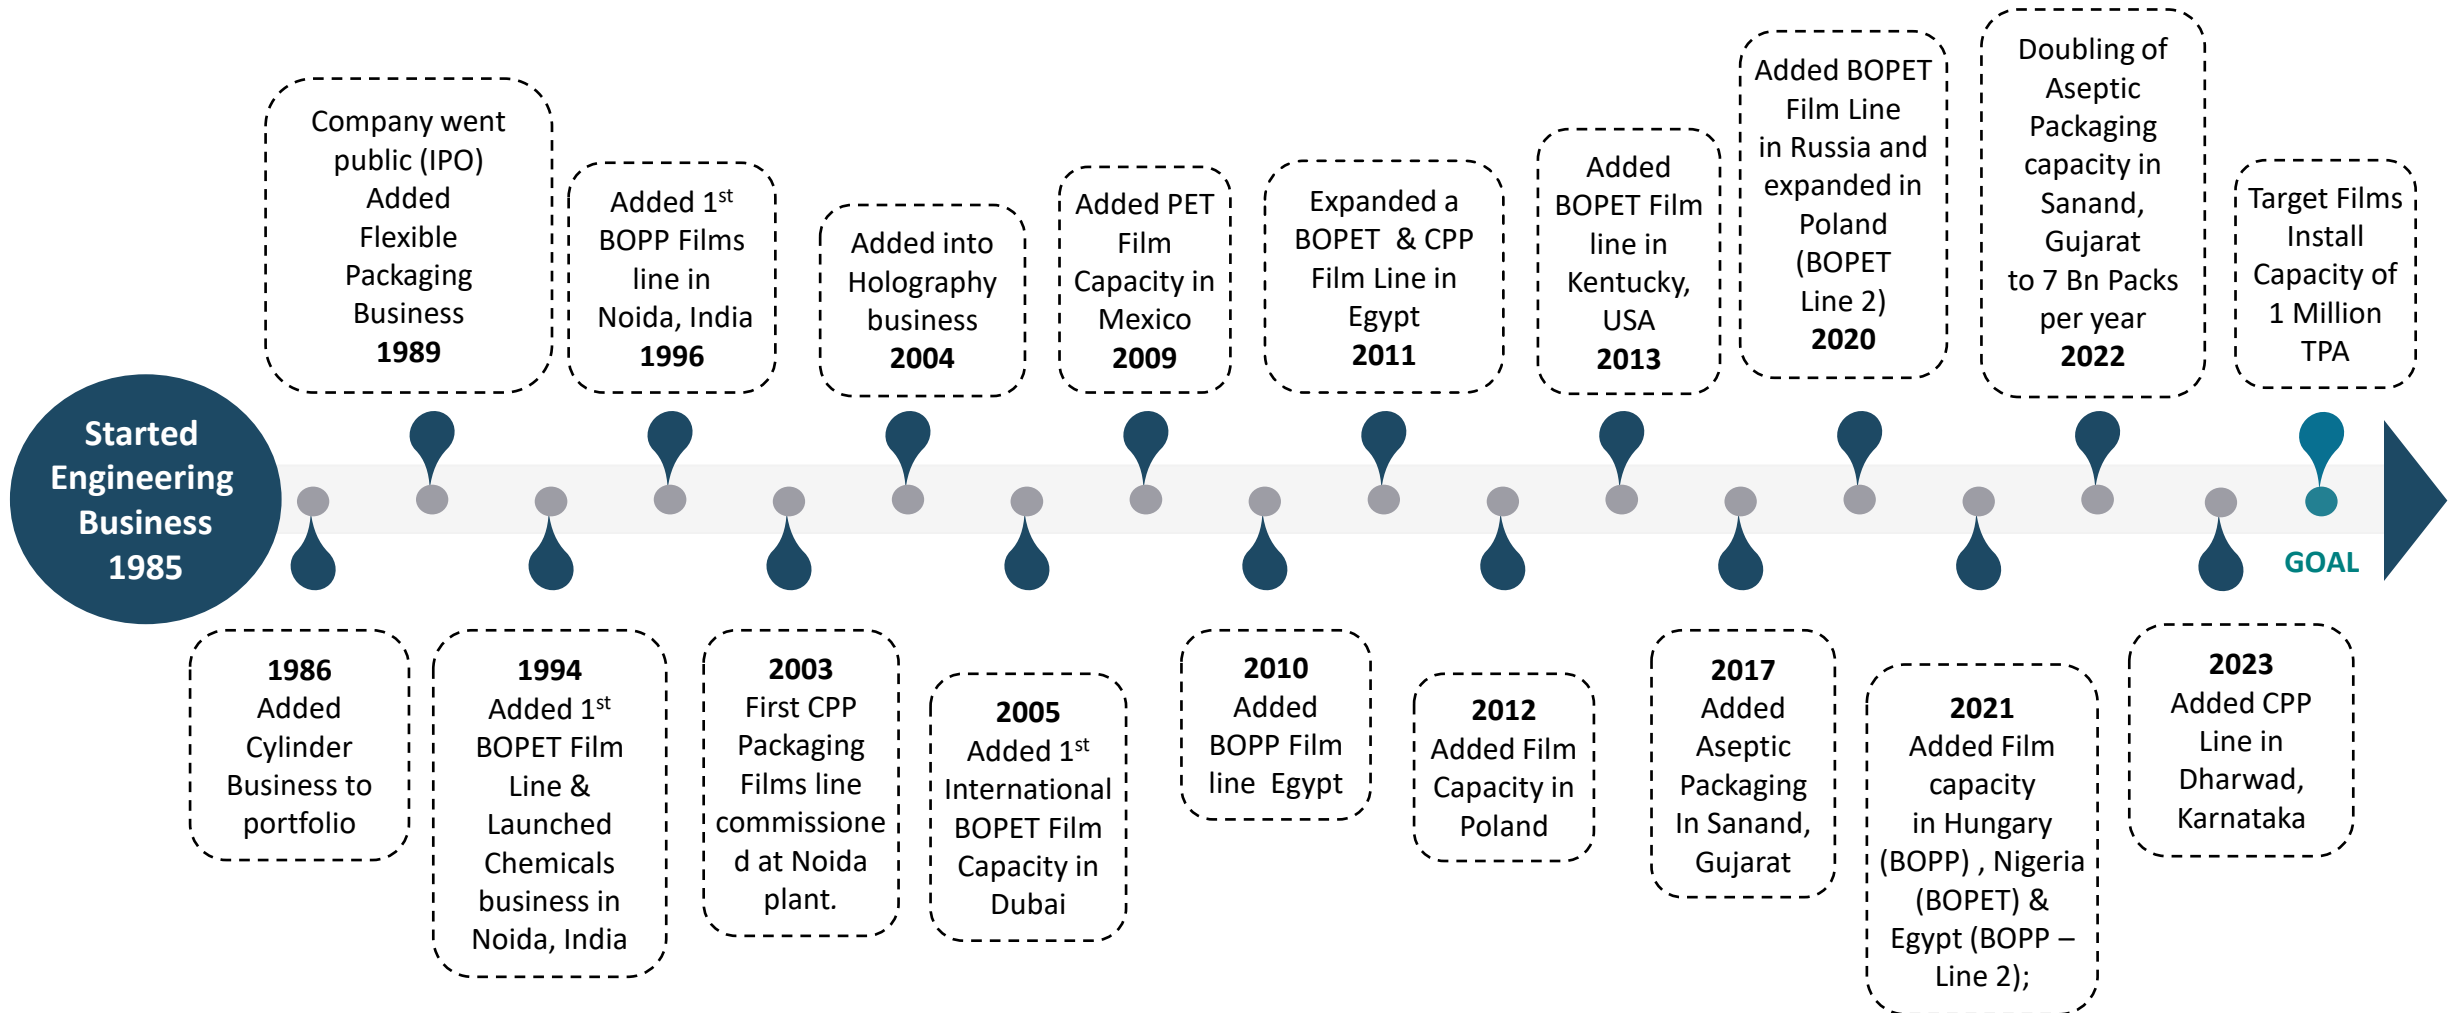 Started
Engineering
Business
1985
1986
Added
Cylinder
Business to
portfolio
Company went
public (IPO)
Added
Flexible
Packaging
Business
1989
1994
Added 1st
BOPET Film
Line &
Launched
Chemicals
business in
Noida, India
Added 1st
BOPP Films
line in
Noida, India
1996
2003
First CPP
Packaging
Films line
commissione
d at Noida
plant.
Added into
Holography
business
2004
2005
Added 1st
International
BOPET Film
Capacity in
Dubai
Added PET
Film
Capacity in
Mexico
2009
2010
Added
BOPP Film
line Egypt
Expanded a
BOPET & CPP
Film Line in
Egypt
2011
2012
Added Film
Capacity in
Poland
Added
BOPET Film
line in
Kentucky,
USA
2013
2017
Added
Aseptic
Packaging
In Sanand,
Gujarat
Added BOPET
Film Line
in Russia and
expanded in
Poland
(BOPET
Line 2)
2020
2021
Added Film
capacity
in Hungary
(BOPP) , Nigeria
(BOPET) &
Egypt (BOPP –
Line 2);
Doubling of
Aseptic
Packaging
capacity in
Sanand,
Gujarat
to 7 Bn Packs
per year
2022
2023
Added CPP
Line in
Dharwad,
Karnataka
Target Films
Install
Capacity of
1 Million
TPA
GOAL